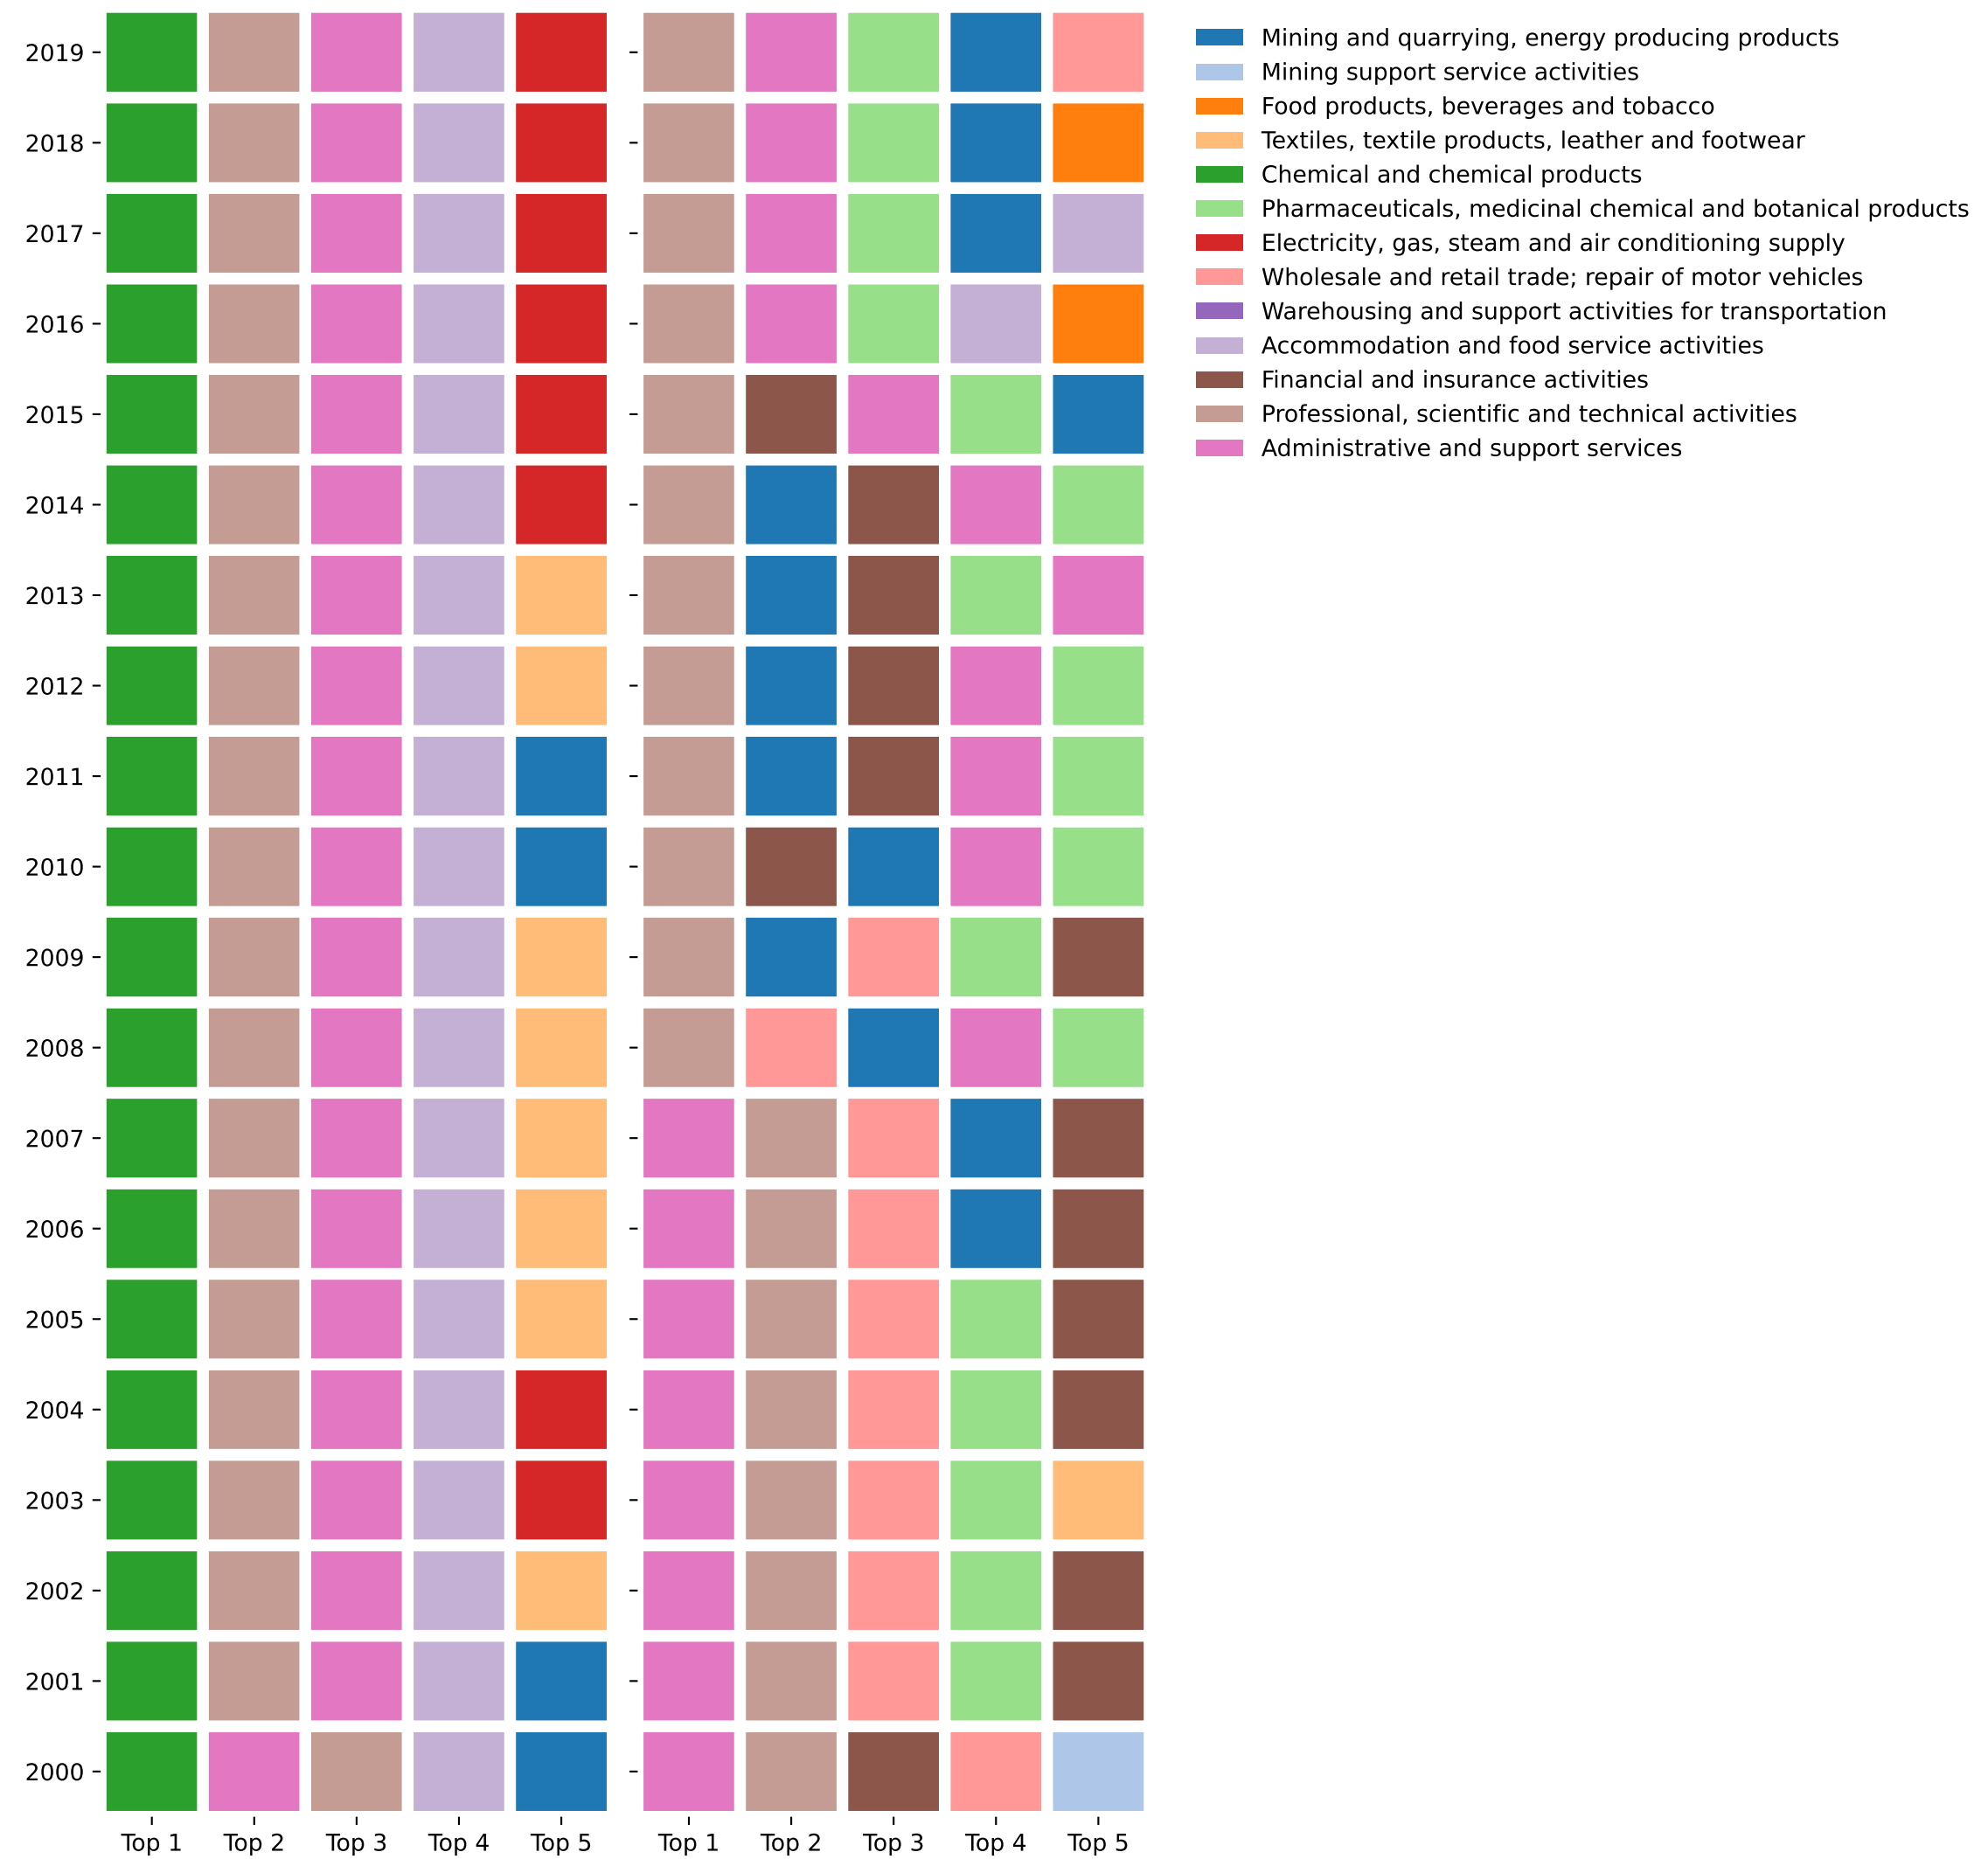 2019
2018
2017
2016
2015
2014
2013
2012
2011
2010
2009
2008
2007
2006
2005
2004
2003
2002
2001
2000
Top 1 Top 2 Top 3 Top 4 Top 5 Top 1 Top 2 Top 3 Top 4 Top 5
Mining and quarrying, energy producing products
Mining support service activities
Food products, beverages and tobacco
Textiles, textile products, leather and footwear
Chemical and chemical products
Pharmaceuticals, medicinal chemical and botanical products
Electricity, gas, steam and air conditioning supply
Wholesale and retail trade; repair of motor vehicles
Warehousing and support activities for transportation
Accommodation and food service activities
Financial and insurance activities
Professional, scientific and technical activities
Administrative and support services